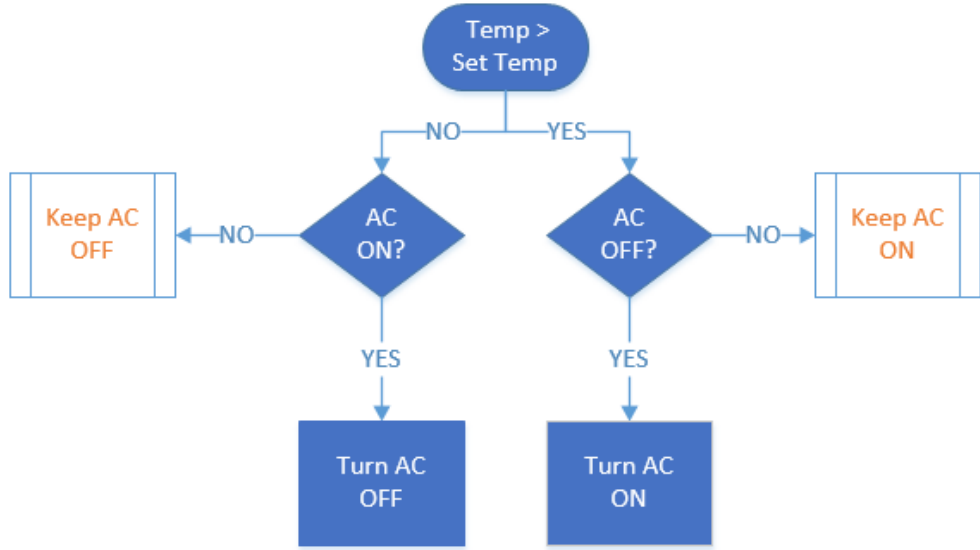 Temp >
Set Temp
NO
YES
Keep AC
OFF
NO
AC
ON?
AC
OFF?
NO
Keep AC
ON
YES
YES
Turn AC
OFF
Turn AC
ON